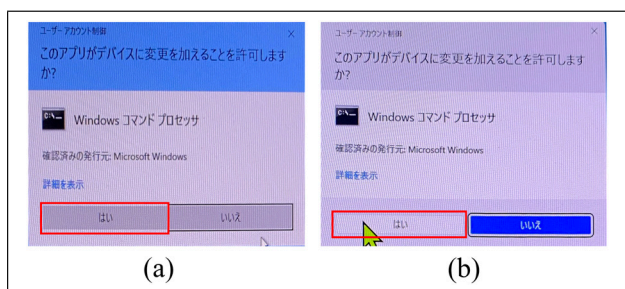 ユーザー アカウント制御
×
このアプリがデバイスに変更を加えることを許可します
か?
C:\_
Windows コマンド プロセッサ
確認済みの発行元: Microsoft Windows
詳細を表示
はい
いいえ
(a)
ユーザー アカウント制御
×
このアプリがデバイスに変更を加えることを許可します
か?
C:\_
Windows コマンド プロセッサ
確認済みの発行元: Microsoft Windows
詳細を表示
はい
いいえ
(b)